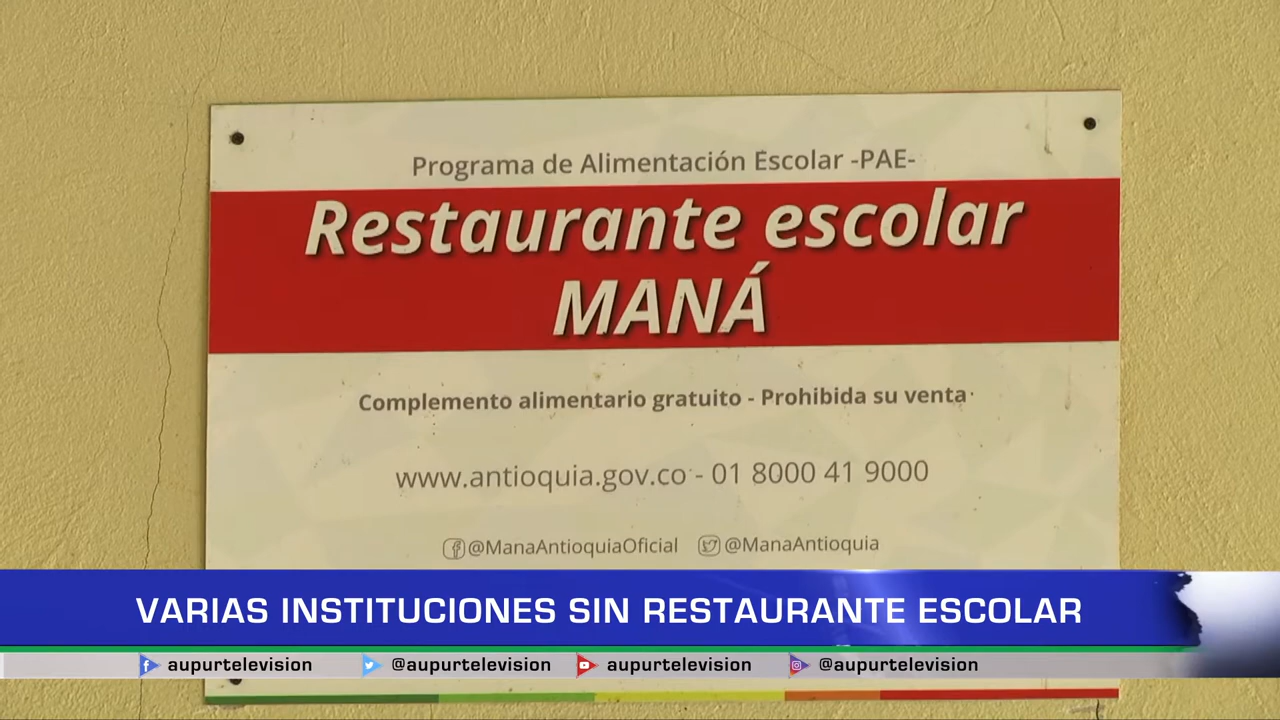 Programa de Alimentación Escolar -PAE-
Restaurante escolar
MANÁ
Complemento alimentario gratuito - Prohibida su venta
www.antioquia.gov.co - 01 8000 41 9000
@ManaAntioquiaOficial @ManaAntioquia
VARIAS INSTITUCIONES SIN RESTAURANTE ESCOLAR
aupurtelevision @aupurtelevision aupurtelevision @aupurtelevision